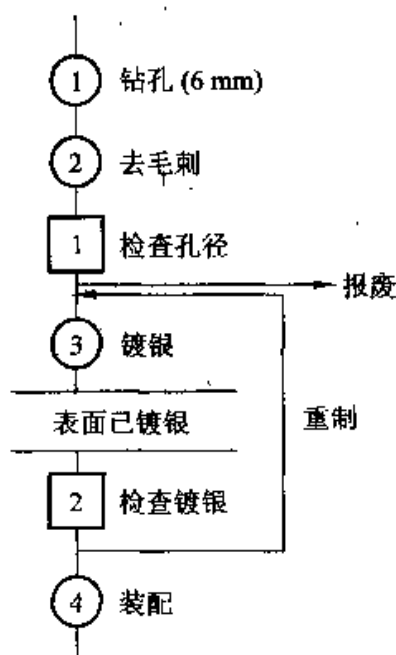 1 钻孔 (6 mm)
2 去毛刺
1 检查孔径
报废
3 镀银
表面已镀银
重制
2 检查镀银
4 装配